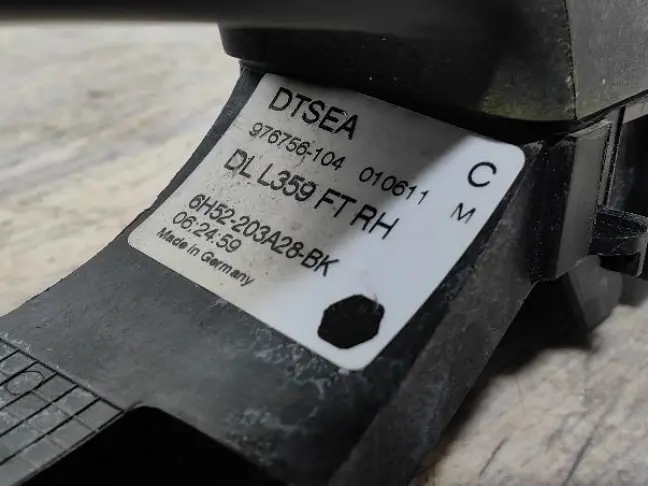 DTSEA
976756-104 010611 C
DL L359 FT RH M
6H52-203A28-BK
06:24:59
Made in Germany